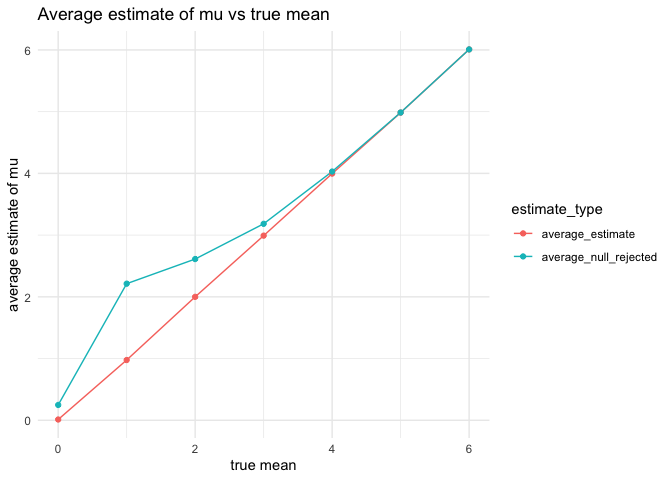 Average estimate of mu vs true mean
6
4
2
0
average estimate of mu
0
2
4
6
true mean
estimate_type
average_estimate
average_null_rejected